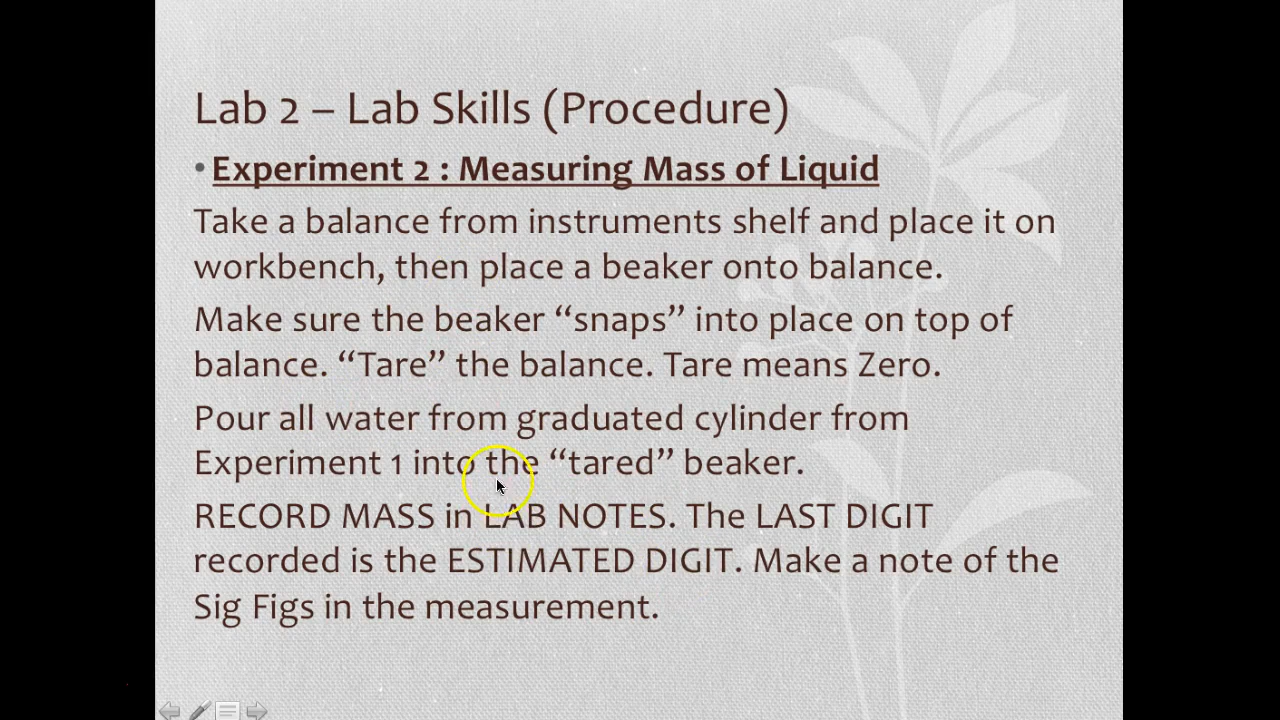 Lab 2 – Lab Skills (Procedure)
• Experiment 2 : Measuring Mass of Liquid
Take a balance from instruments shelf and place it on
workbench, then place a beaker onto balance.
Make sure the beaker “snaps” into place on top of
balance. “Tare” the balance. Tare means Zero.
Pour all water from graduated cylinder from
Experiment 1 into the “tared” beaker.
RECORD MASS in LAB NOTES. The LAST DIGIT
recorded is the ESTIMATED DIGIT. Make a note of the
Sig Figs in the measurement.